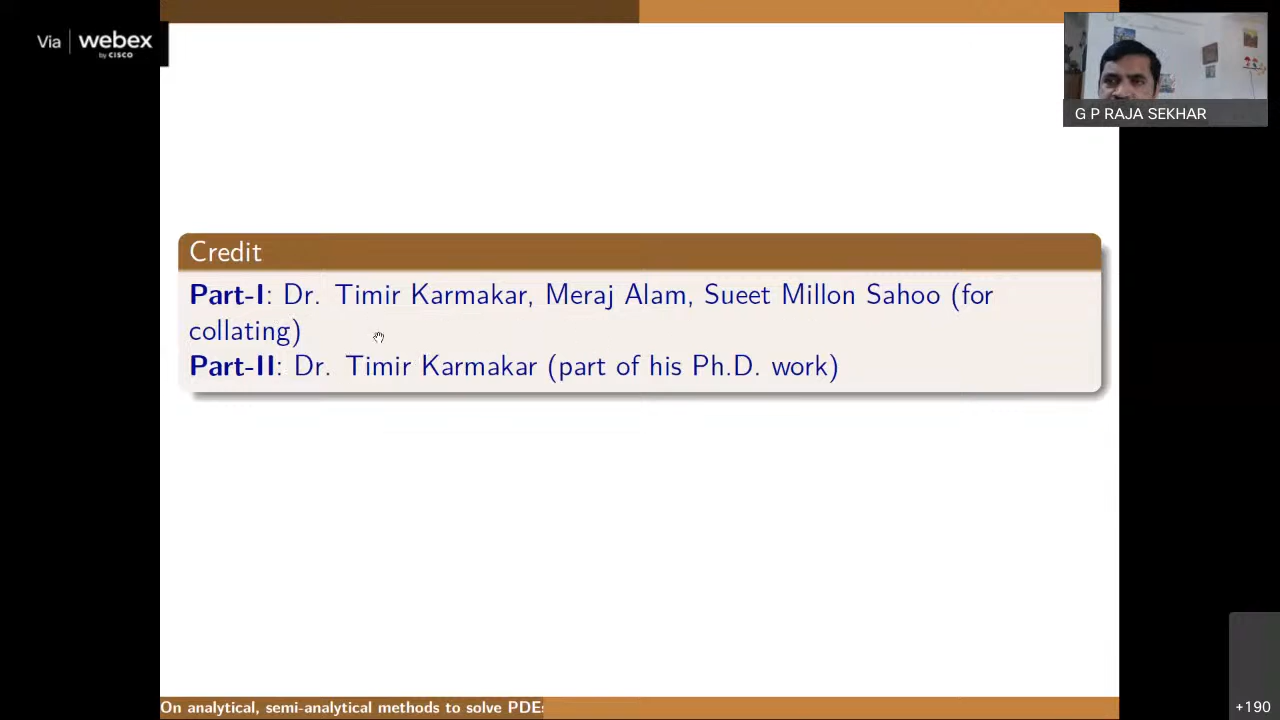 Via | webex
by CISCO
G P RAJA SEKHAR
Credit
Part-I: Dr. Timir Karmakar, Meraj Alam, Sueet Millon Sahoo (for
collating)
Part-II: Dr. Timir Karmakar (part of his Ph.D. work)
On analytical, semi-analytical methods to solve PDEs
+190